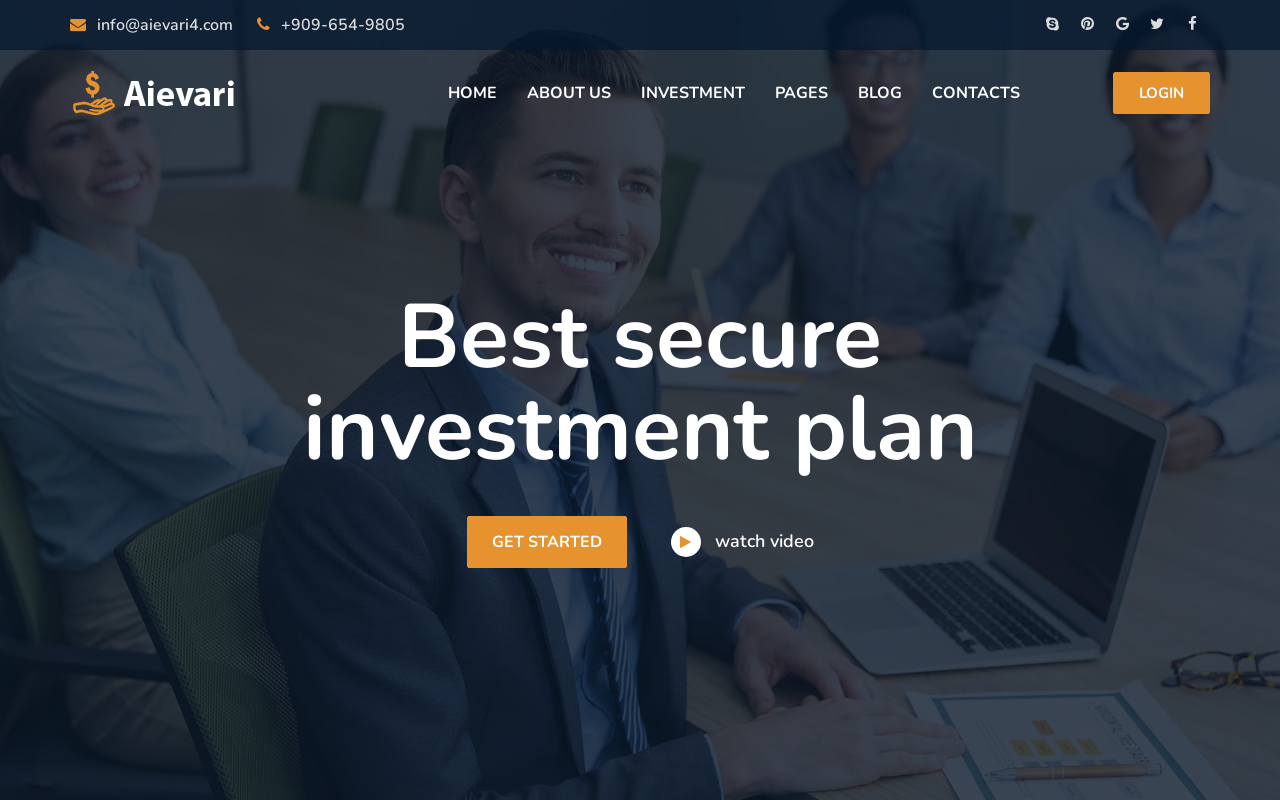 info@aievari4.com +909-654-9805
Aievari
HOME ABOUT US INVESTMENT PAGES BLOG CONTACTS
LOGIN
Best secure
investment plan
GET STARTED
watch video